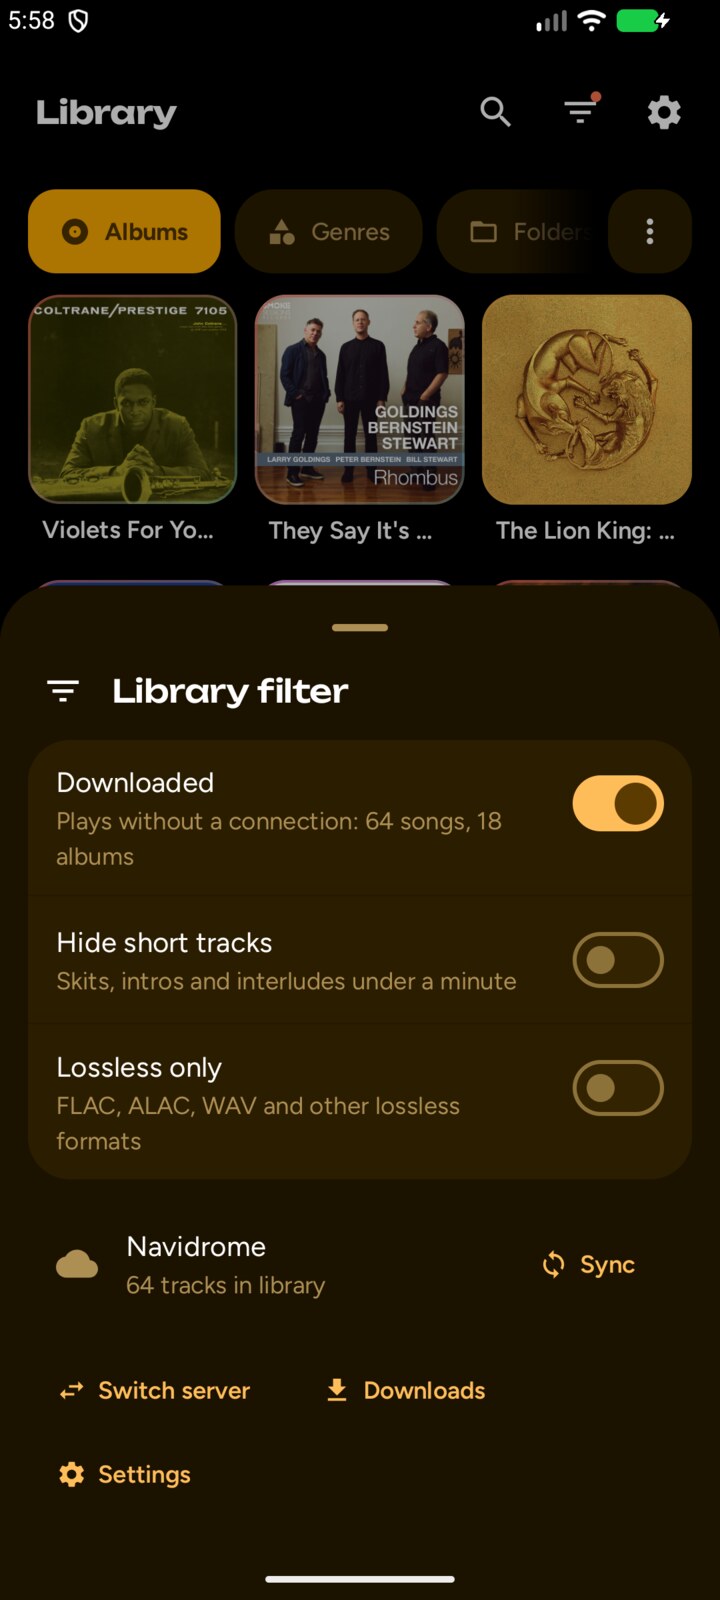 5:58
Library
Albums
Genres
Folders
COLTRANE/PRESTIGE 7105
GOLDINGS
BERNSTEIN
STEWART
LARRY GOLDINGS PETER BERNSTEIN BILL STEWART
Rhombus
Violets For Yo...
They Say It's ...
The Lion King: ...
Library filter
Downloaded
Plays without a connection: 64 songs, 18
albums
Hide short tracks
Skits, intros and interludes under a minute
Lossless only
FLAC, ALAC, WAV and other lossless
formats
Navidrome
64 tracks in library
Sync
Switch server
Downloads
Settings